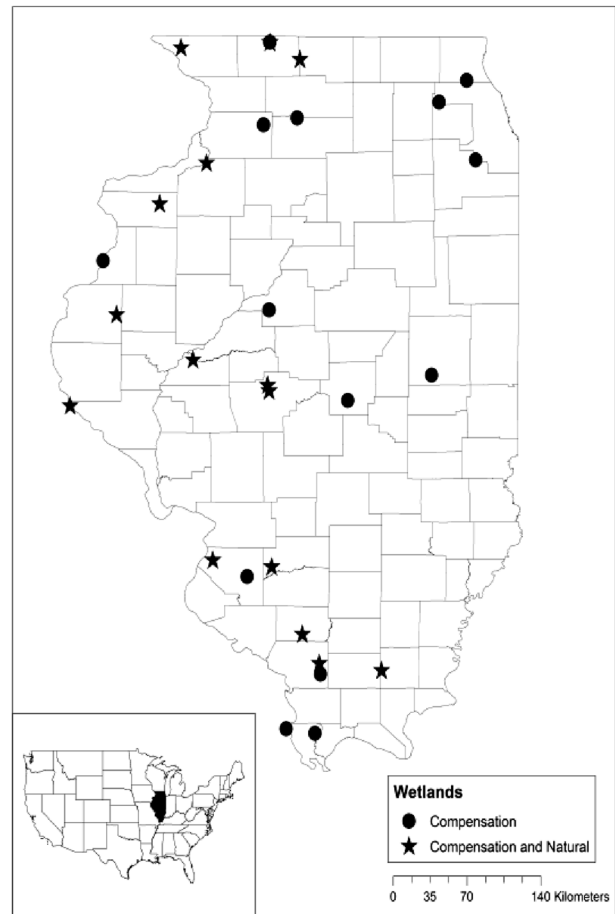 Wetlands
Compensation
Compensation and Natural
0 35 70 140 Kilometers